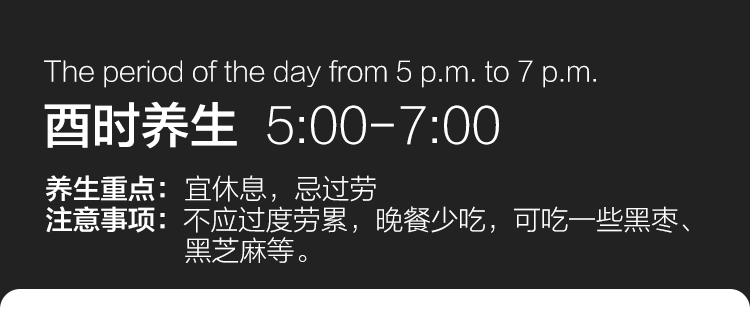 The period of the day from 5 p.m. to 7 p.m.
酉时养生 5:00-7:00
养生重点：宜休息，忌过劳
注意事项：不应过度劳累，晚餐少吃，可吃一些黑枣、
黑芝麻等。